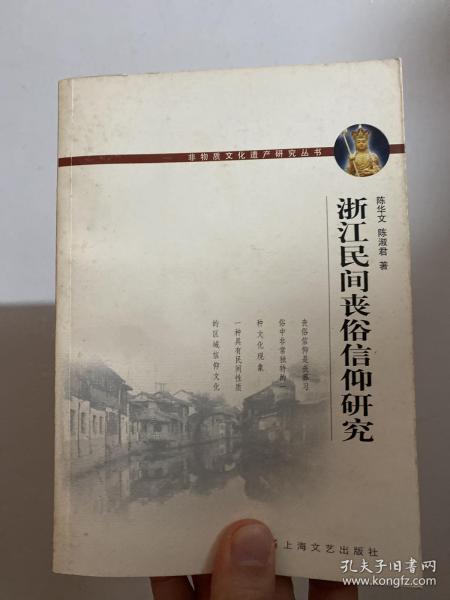 非物质文化遗产研究丛书
陈华文 陈淑君 著
浙江民间丧俗信仰研究
丧俗信仰是丧葬习
俗中非常独特的一
种文化现象
一种具有民间性质
的区域信仰文化
上海文艺出版社
孔夫子旧书网
www.kongfz.com